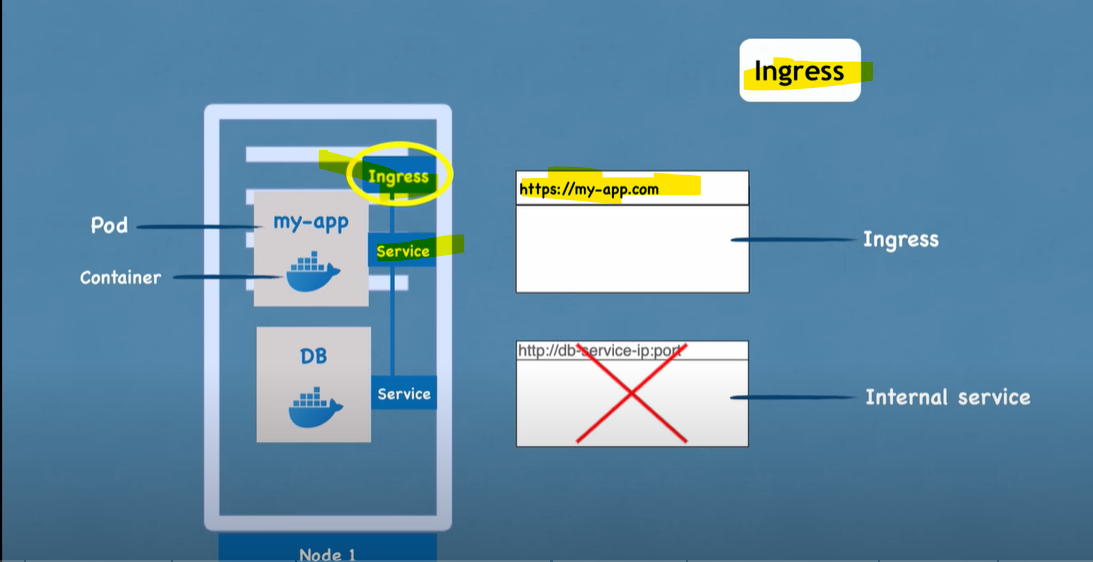 Ingress
Ingress
https://my-app.com
my-app
Pod
Service
Ingress
Container
DB
http://db-service-ip:port
Service
Internal service
Node 1